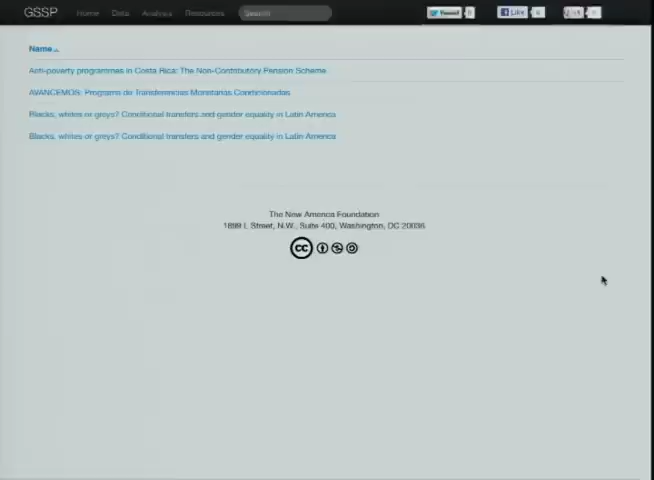 GSSP Home Data Analysis Resources Search Tweet Like
Name
Anti-poverty programmes in Costa Rica: The Non-Contributory Pension Scheme
AVANCEMOS: Programa de Transferencias Monetarias Condicionadas
Blacks, whites or greys? Conditional transfers and gender equality in Latin America
Blacks, whites or greys? Conditional transfers and gender equality in Latin America
The New America Foundation
1899 L Street, N.W., Suite 400, Washington, DC 20036
cc